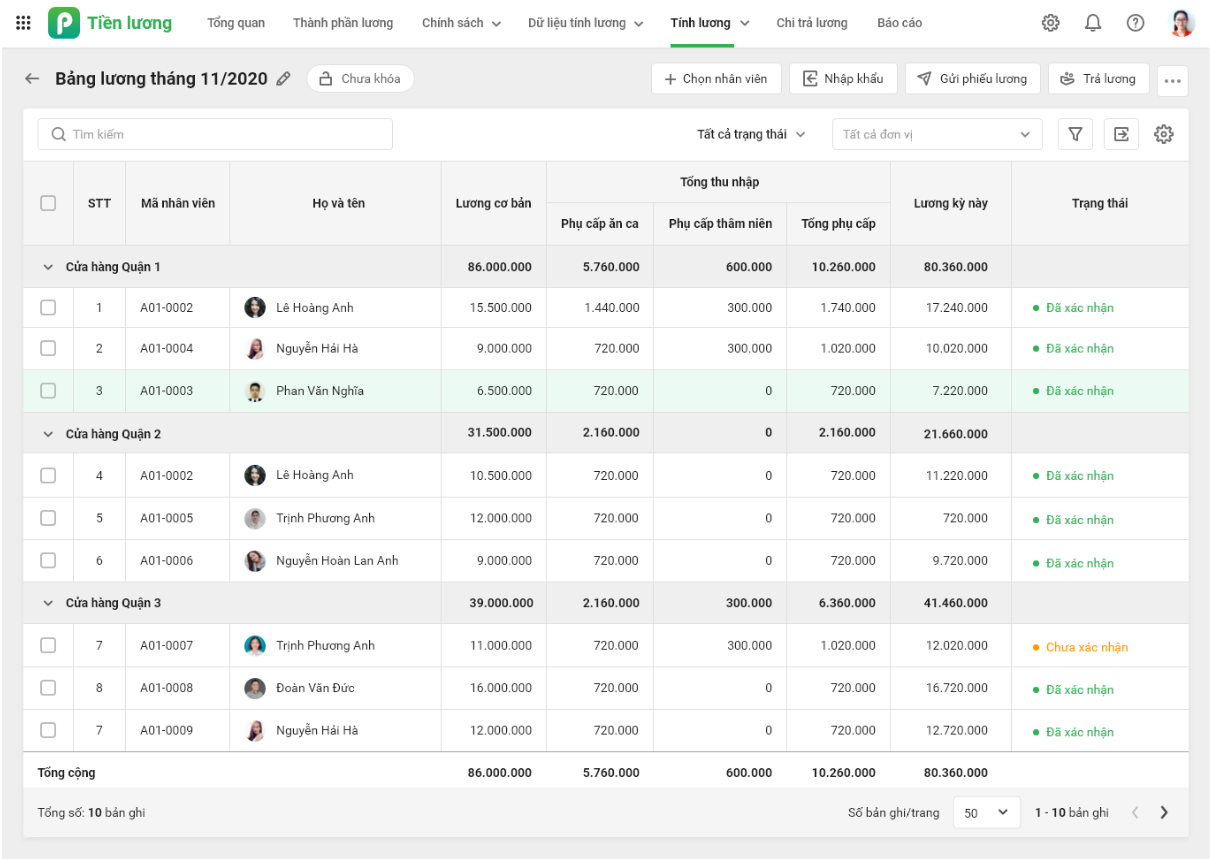 Tiền lương Tổng quan Thành phần lương Chính sách Dữ liệu tính lương Tính lương Chi trả lương Báo cáo
Bảng lương tháng 11/2020 Chưa khóa Chọn nhân viên Nhập khẩu Gửi phiếu lương Trả lương
Tìm kiếm Tất cả trạng thái Tất cả đơn vị
STT Mã nhân viên Họ và tên Lương cơ bản Tổng thu nhập Lương kỳ này Trạng thái
Phụ cấp ăn ca Phụ cấp thâm niên Tổng phụ cấp
Cửa hàng Quận 1 86.000.000 5.760.000 600.000 10.260.000 80.360.000
1 A01-0002 Lê Hoàng Anh 15.500.000 1.440.000 300.000 1.740.000 17.240.000 Đã xác nhận
2 A01-0004 Nguyễn Hải Hà 9.000.000 720.000 300.000 1.020.000 10.020.000 Đã xác nhận
3 A01-0003 Phan Văn Nghĩa 6.500.000 720.000 0 720.000 7.220.000 Đã xác nhận
Cửa hàng Quận 2 31.500.000 2.160.000 0 2.160.000 21.660.000
4 A01-0002 Lê Hoàng Anh 10.500.000 720.000 0 720.000 11.220.000 Đã xác nhận
5 A01-0005 Trịnh Phương Anh 12.000.000 720.000 0 720.000 720.000 Đã xác nhận
6 A01-0006 Nguyễn Hoàn Lan Anh 9.000.000 720.000 0 720.000 9.720.000 Đã xác nhận
Cửa hàng Quận 3 39.000.000 2.160.000 300.000 6.360.000 41.460.000
7 A01-0007 Trịnh Phương Anh 11.000.000 720.000 300.000 1.020.000 12.020.000 Chưa xác nhận
8 A01-0008 Đoàn Văn Đức 16.000.000 720.000 0 720.000 16.720.000 Đã xác nhận
7 A01-0009 Nguyễn Hải Hà 12.000.000 720.000 0 720.000 12.720.000 Đã xác nhận
Tổng cộng 86.000.000 5.760.000 600.000 10.260.000 80.360.000
Tổng số: 10 bản ghi Số bản ghi/trang 50 1 - 10 bản ghi